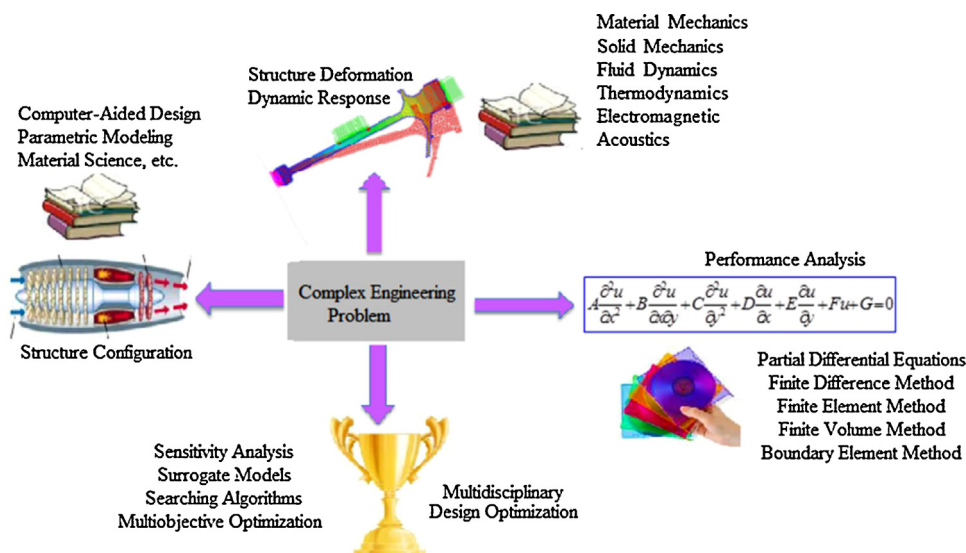 Material Mechanics
Solid Mechanics
Fluid Dynamics
Thermodynamics
Electromagnetic
Acoustics
Structure Deformation
Dynamic Response
Computer-Aided Design
Parametric Modeling
Material Science, etc.
Structure Configuration
Complex Engineering
Problem
Performance Analysis
A∂²u/∂x²+B∂²u/∂x∂y+C∂²u/∂y²+D∂u/∂x+E∂u/∂y+Fu+G=0
Partial Differential Equations
Finite Difference Method
Finite Element Method
Finite Volume Method
Boundary Element Method
Sensitivity Analysis
Surrogate Models
Searching Algorithms
Multiobjective Optimization
Multidisciplinary
Design Optimization